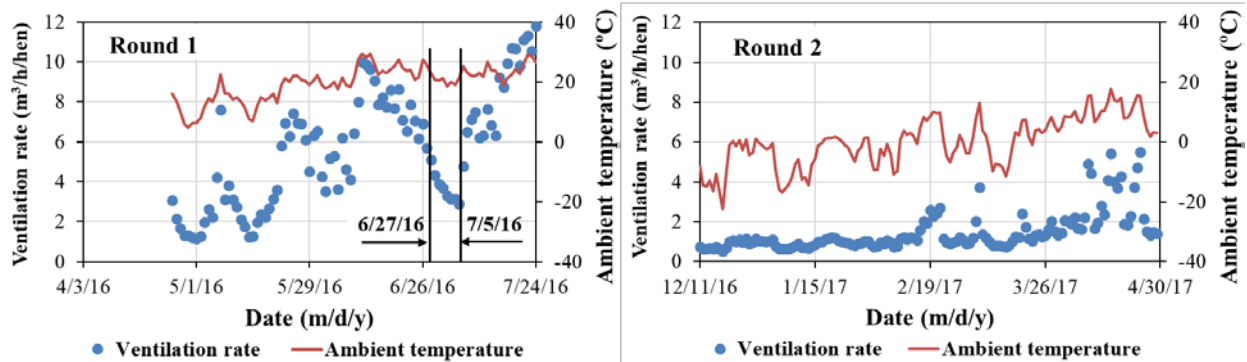 Round 1
Ventilation rate (m³/h/hen)
12
10
8
6
4
2
0
Ambient temperature (°C)
40
20
0
-20
-40
6/27/16
7/5/16
4/3/16 5/1/16 5/29/16 6/26/16 7/24/16
Date (m/d/y)
Ventilation rate Ambient temperature
Round 2
Ventilation rate (m³/h/hen)
12
10
8
6
4
2
0
Ambient temperature (°C)
40
20
0
-20
-40
12/11/16 1/15/17 2/19/17 3/26/17 4/30/17
Date (m/d/y)
Ventilation rate Ambient temperature